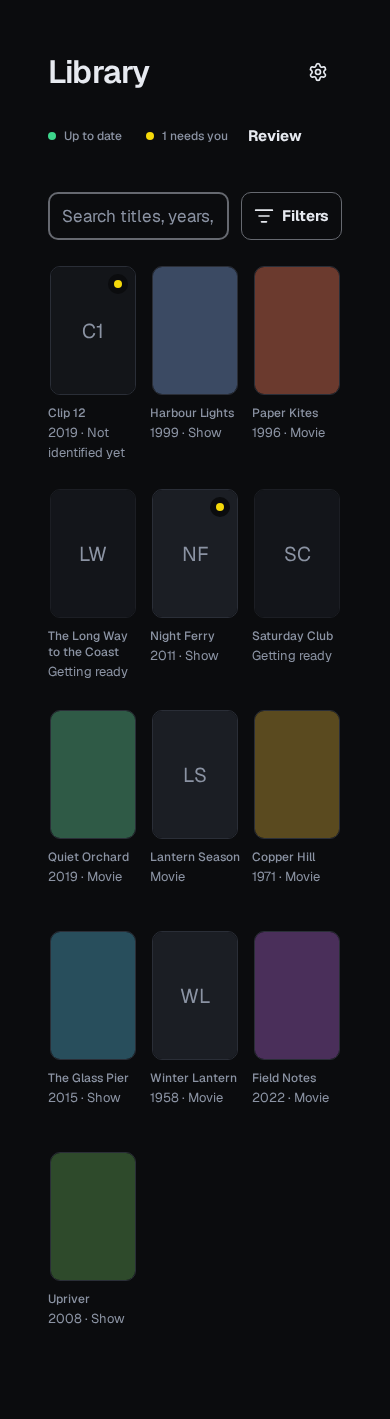 Library
Up to date
1 needs you
Review
Search titles, years,
Filters
C1
Clip 12
2019 · Not
identified yet
Harbour Lights
1999 · Show
Paper Kites
1996 · Movie
LW
The Long Way
to the Coast
Getting ready
NF
Night Ferry
2011 · Show
SC
Saturday Club
Getting ready
Quiet Orchard
2019 · Movie
LS
Lantern Season
Movie
Copper Hill
1971 · Movie
The Glass Pier
2015 · Show
WL
Winter Lantern
1958 · Movie
Field Notes
2022 · Movie
Upriver
2008 · Show